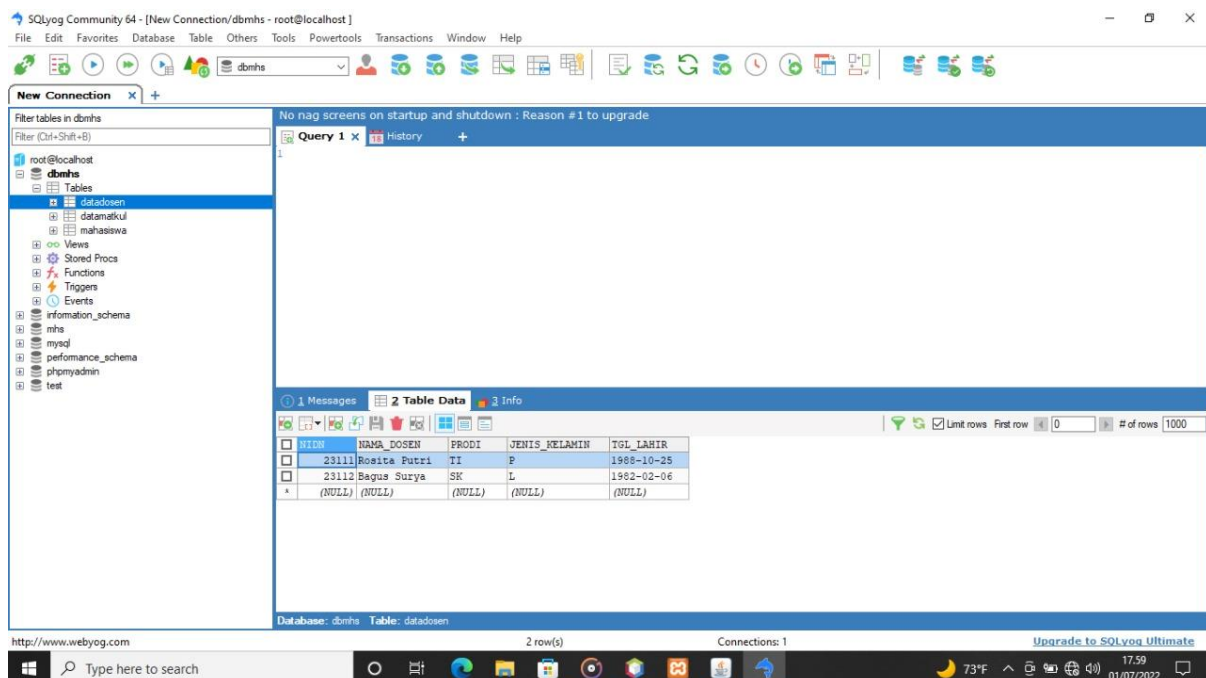 SQLyog Community 64 - [New Connection/dbmhs - root@localhost ]
File Edit Favorites Database Table Others Tools Powertools Transactions Window Help
dbmhs
New Connection x +
Filter tables in dbmhs
Filter (Ctrl+Shift+B)
root@localhost
dbmhs
Tables
datadosen
datamatkul
mahasiswa
Views
Stored Procs
Functions
Triggers
Events
information_schema
mhs
mysql
performance_schema
phpmyadmin
test
No nag screens on startup and shutdown : Reason #1 to upgrade
Query 1 x History +
1
1 Messages 2 Table Data 3 Info
Limit rows First row 0 # of rows 1000
NIDN NAMA_DOSEN PRODI JENIS_KELAMIN TGL_LAHIR
23111 Rosita Putri TI P 1988-10-25
23112 Bagus Surya SK L 1982-02-06
* (NULL) (NULL) (NULL) (NULL) (NULL)
Database: dbmhs Table: datadosen
http://www.webyog.com 2 row(s) Connections: 1 Upgrade to SQLyog Ultimate
Type here to search 73°F 17.59
01/07/2022